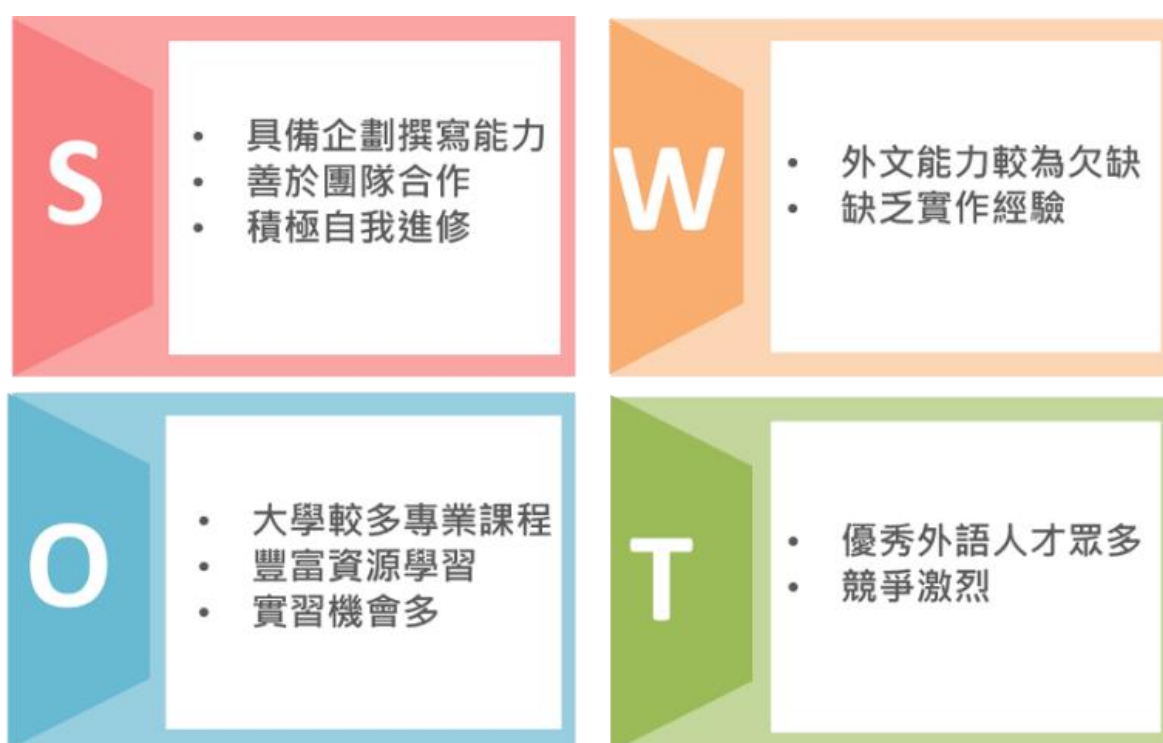 S
• 具備企劃撰寫能力
• 善於團隊合作
• 積極自我進修
W
• 外文能力較為欠缺
• 缺乏實作經驗
O
• 大學較多專業課程
• 豐富資源學習
• 實習機會多
T
• 優秀外語人才眾多
• 競爭激烈